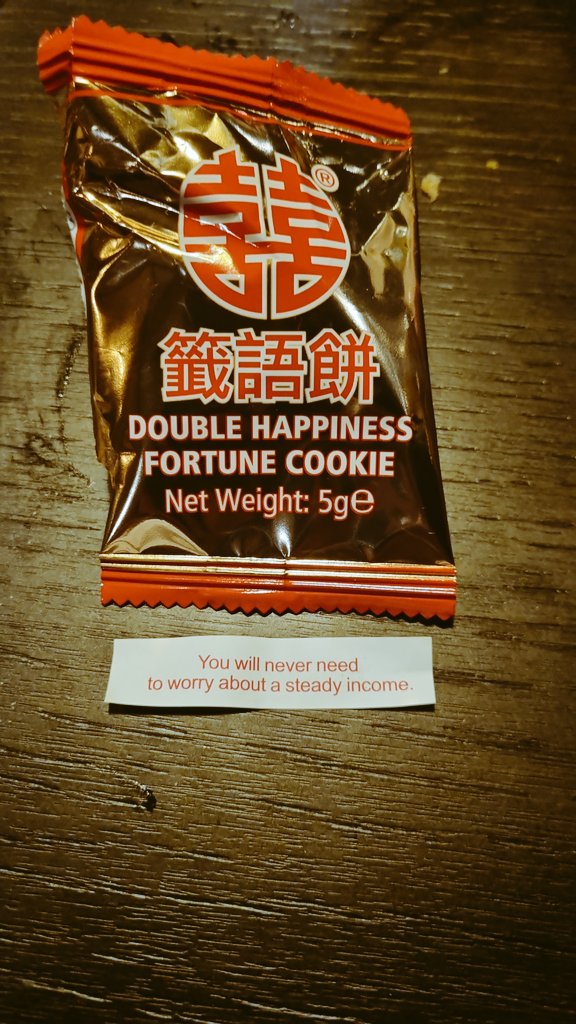 囍®
籤語餅
DOUBLE HAPPINESS
FORTUNE COOKIE
Net Weight: 5g℮
You will never need
to worry about a steady income.